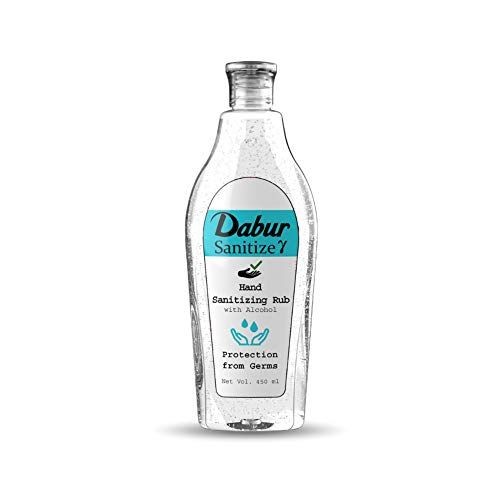 Dabur
Sanitize γ
Hand
Sanitizing Rub
with Alcohol
Protection
from Germs
Net Vol. 450 ml